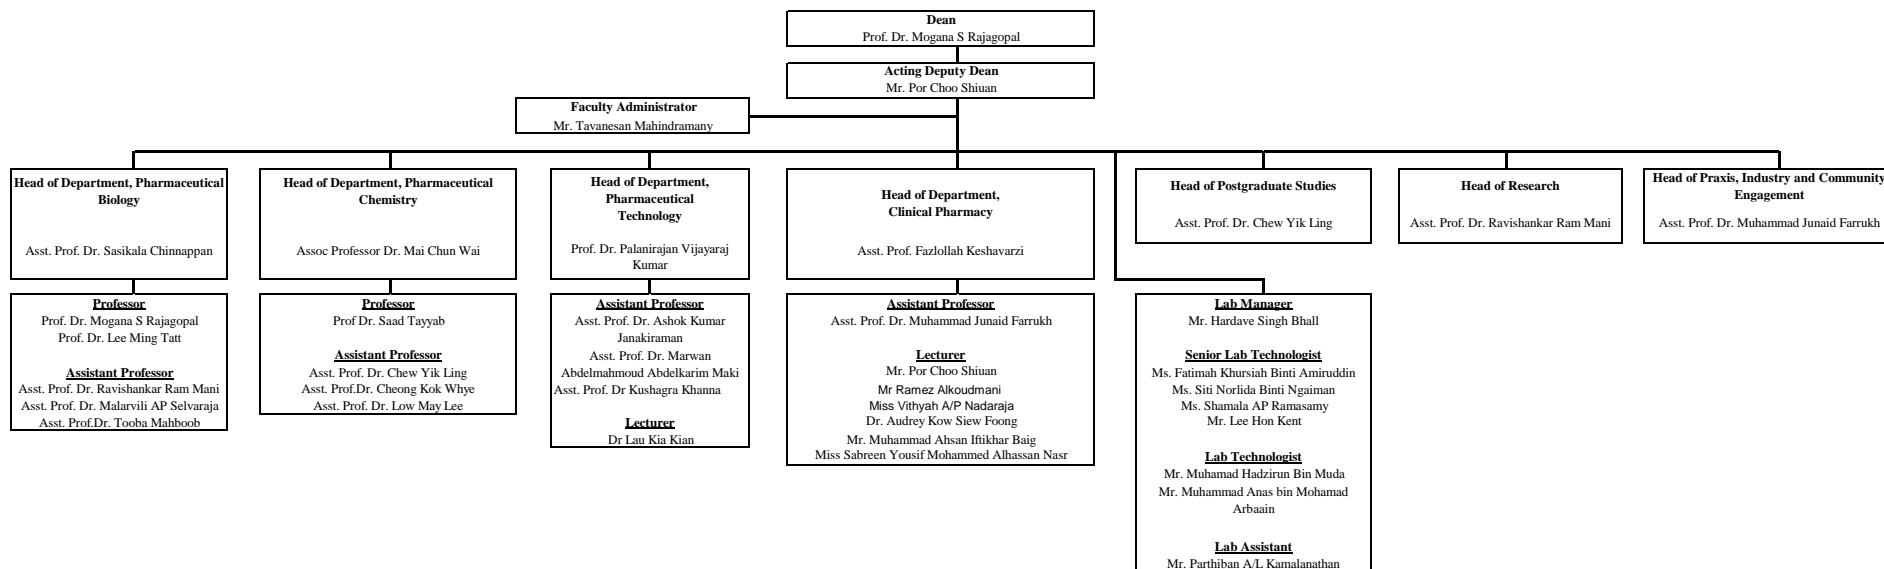 Dean
Prof. Dr. Mogana S Rajagopal
Acting Deputy Dean
Mr. Por Choo Shiuan
Faculty Administrator
Mr. Tavanesan Mahindramany
Head of Department, Pharmaceutical
Biology
Asst. Prof. Dr. Sasikala Chinnappan
Head of Department, Pharmaceutical
Chemistry
Assoc Professor Dr. Mai Chun Wai
Head of Department,
Pharmaceutical
Technology
Prof. Dr. Palanirajan Vijayaraj
Kumar
Head of Department,
Clinical Pharmacy
Asst. Prof. Fazlollah Keshavarzi
Head of Postgraduate Studies
Asst. Prof. Dr. Chew Yik Ling
Head of Research
Asst. Prof. Dr. Ravishankar Ram Mani
Head of Praxis, Industry and Community
Engagement
Asst. Prof. Dr. Muhammad Junaid Farrukh
Professor
Prof. Dr. Mogana S Rajagopal
Prof. Dr. Lee Ming Tatt
Assistant Professor
Asst. Prof. Dr. Ravishankar Ram Mani
Asst. Prof. Dr. Malarvili AP Selvaraja
Asst. Prof.Dr. Tooba Mahboob
Professor
Prof Dr. Saad Tayyab
Assistant Professor
Asst. Prof. Dr. Chew Yik Ling
Asst. Prof.Dr. Cheong Kok Whye
Asst. Prof. Dr. Low May Lee
Assistant Professor
Asst. Prof. Dr. Ashok Kumar
Janakiraman
Asst. Prof. Dr. Marwan
Abdelmahmoud Abdelkarim Maki
Asst. Prof. Dr Kushagra Khanna
Lecturer
Dr Lau Kia Kian
Assistant Professor
Asst. Prof. Dr. Muhammad Junaid Farrukh
Lecturer
Mr. Por Choo Shiuan
Mr Ramez Alkoudmani
Miss Vithyah A/P Nadaraja
Dr. Audrey Kow Siew Foong
Mr. Muhammad Ahsan Iftikhar Baig
Miss Sabreen Yousif Mohammed Alhassan Nasr
Lab Manager
Mr. Hardave Singh Bhall
Senior Lab Technologist
Ms. Fatimah Khursiah Binti Amiruddin
Ms. Siti Norlida Binti Ngaiman
Ms. Shamala AP Ramasamy
Mr. Lee Hon Kent
Lab Technologist
Mr. Muhamad Hadzirun Bin Muda
Mr. Muhammad Anas bin Mohamad
Arbaain
Lab Assistant
Mr. Parthiban A/L Kamalanathan